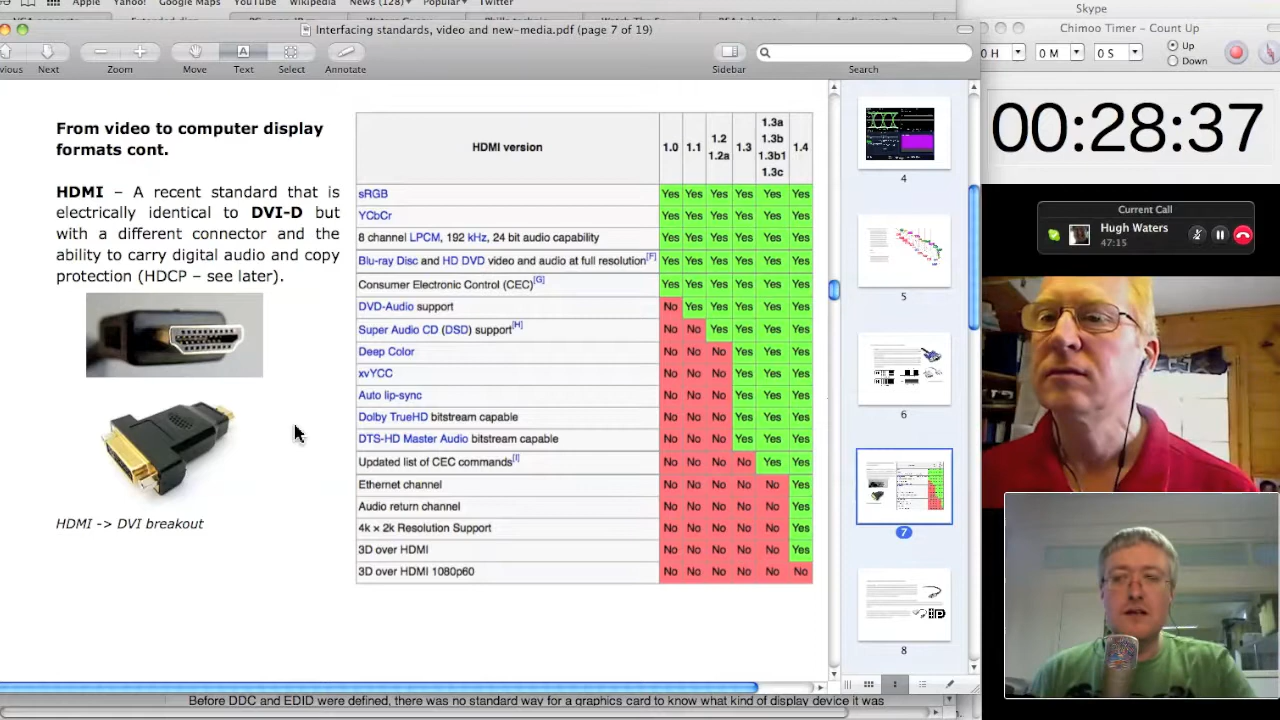 Apple Yahoo! Google Maps YouTube Wikipedia News (128) Popular Twitter
Skype
Interfacing standards, video and new-media.pdf (page 7 of 19)
Chimoo Timer – Count Up
0 H 0 M 0 S Up
Down
vious Next Zoom Move Text Select Annotate Sidebar Search
00:28:37
From video to computer display
formats cont.
HDMI – A recent standard that is
electrically identical to DVI-D but
with a different connector and the
ability to carry digital audio and copy
protection (HDCP – see later).
HDMI -> DVI breakout
HDMI version 1.0 1.1 1.2 1.2a 1.3 1.3a 1.3b 1.3b1 1.3c 1.4
sRGB Yes Yes Yes Yes Yes Yes
YCbCr Yes Yes Yes Yes Yes Yes
8 channel LPCM, 192 kHz, 24 bit audio capability Yes Yes Yes Yes Yes Yes
Blu-ray Disc and HD DVD video and audio at full resolution[F] Yes Yes Yes Yes Yes Yes
Consumer Electronic Control (CEC)[G] Yes Yes Yes Yes Yes Yes
DVD-Audio support No Yes Yes Yes Yes Yes
Super Audio CD (DSD) support[H] No No Yes Yes Yes Yes
Deep Color No No No Yes Yes Yes
xvYCC No No No Yes Yes Yes
Auto lip-sync No No No Yes Yes Yes
Dolby TrueHD bitstream capable No No No Yes Yes Yes
DTS-HD Master Audio bitstream capable No No No Yes Yes Yes
Updated list of CEC commands[I] No No No No Yes Yes
Ethernet channel No No No No No Yes
Audio return channel No No No No No Yes
4k × 2k Resolution Support No No No No No Yes
3D over HDMI No No No No No Yes
3D over HDMI 1080p60 No No No No No No
4
5
6
7
8
Current Call
Hugh Waters
47:15
Before DDC and EDID were defined, there was no standard way for a graphics card to know what kind of display device it was